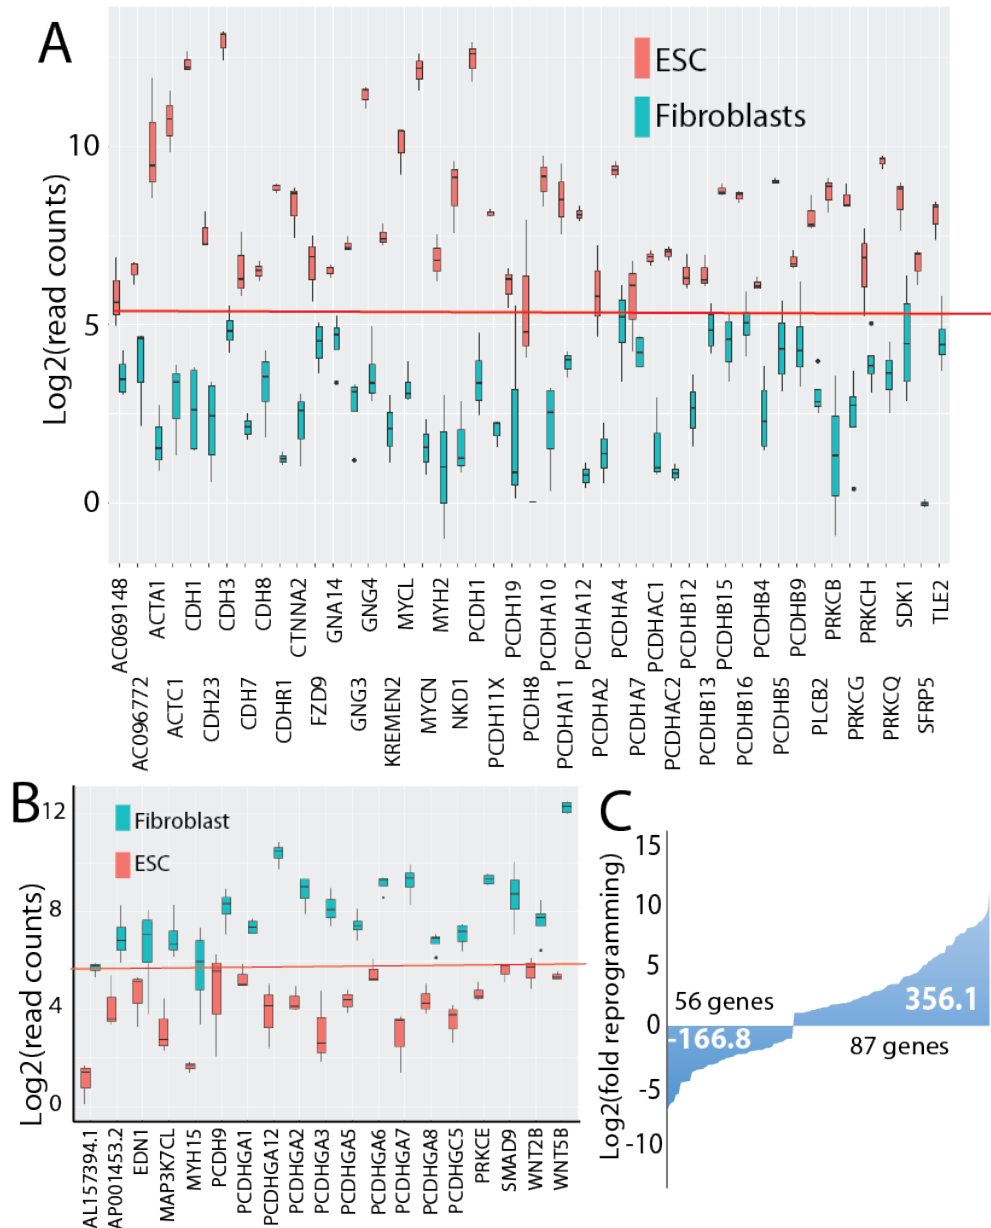 A
ESC
Fibroblasts
Log2(read counts)
10
5
0
AC069148
ACTA1
CDH1
CDH3
CDH8
CTNNA2
GNA14
GNG4
MYCL
MYH2
PCDH1
PCDH19
PCDHA10
PCDHA12
PCDHA4
PCDHAC1
PCDHB12
PCDHB15
PCDHB4
PCDHB9
PRKCB
PRKCH
SDK1
TLE2
AC096772
ACTC1
CDH23
CDH7
CDHR1
FZD9
GNG3
KREMEN2
MYCN
NKD1
PCDH11X
PCDH8
PCDHA11
PCDHA2
PCDHA7
PCDHAC2
PCDHB13
PCDHB16
PCDHB5
PLCB2
PRKCG
PRKCQ
SFRP5
B
Fibroblast
ESC
Log2(read counts)
12
8
4
0
AL157394.1
AP001453.2
EDN1
MAP3K7CL
MYH15
PCDH9
PCDHGA1
PCDHGA12
PCDHGA2
PCDHGA3
PCDHGA5
PCDHGA6
PCDHGA7
PCDHGA8
PCDHGC5
PRKCE
SMAD9
WNT2B
WNT5B
C
Log2(fold reprogramming)
15
10
5
0
-5
-10
56 genes
-166.8
356.1
87 genes